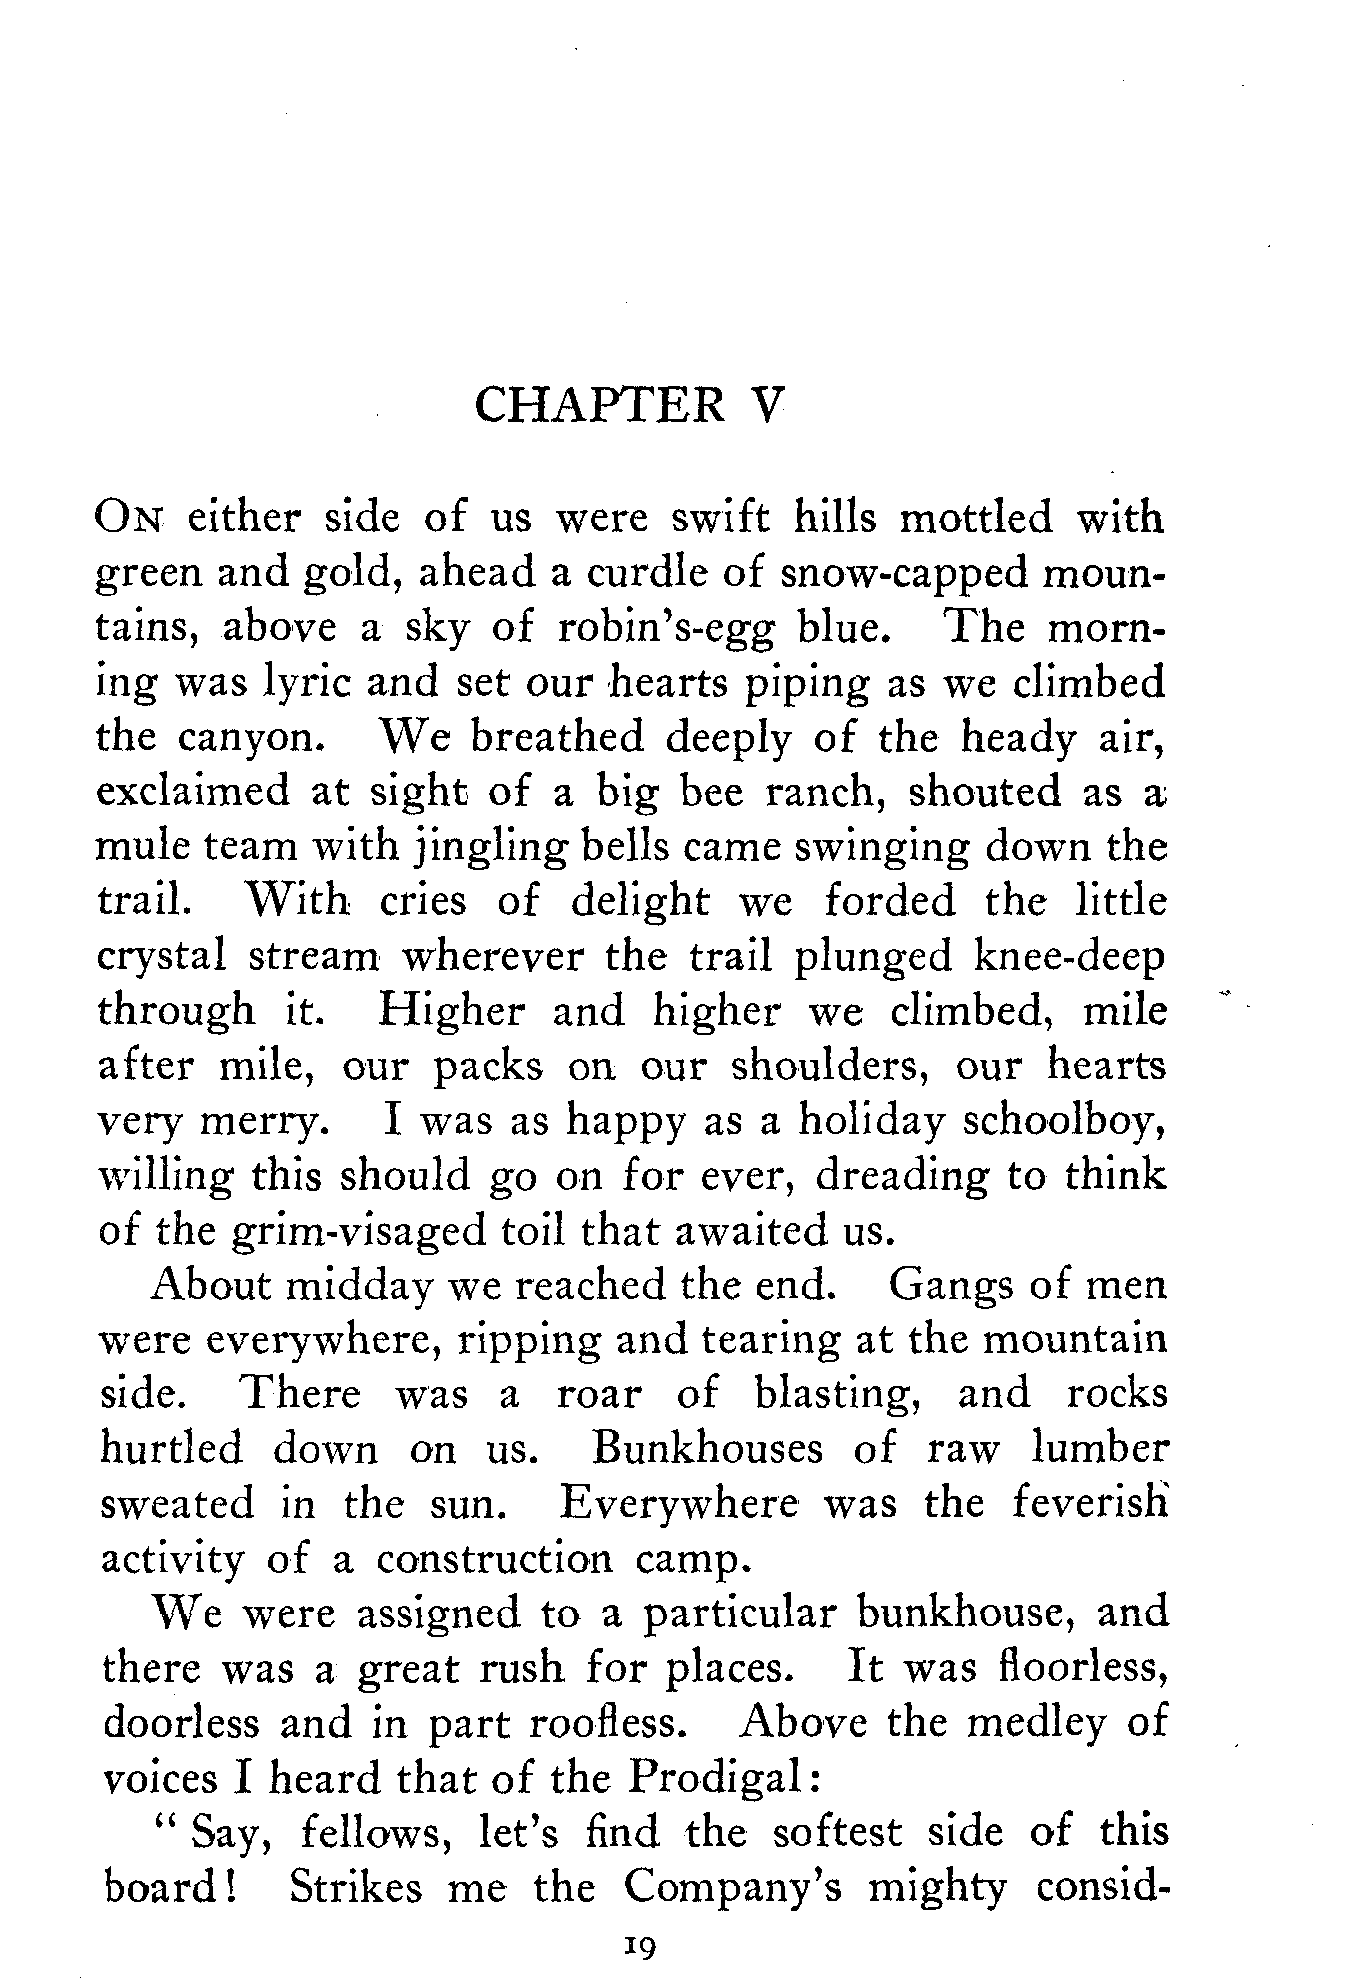 CHAPTER V
ON either side of us were swift hills mottled with
green and gold, ahead a curdle of snow-capped moun-
tains, above a sky of robin's-egg blue. The morn-
ing was lyric and set our hearts piping as we climbed
the canyon. We breathed deeply of the heady air,
exclaimed at sight of a big bee ranch, shouted as a
mule team with jingling bells came swinging down the
trail. With cries of delight we forded the little
crystal stream wherever the trail plunged knee-deep
through it. Higher and higher we climbed, mile
after mile, our packs on our shoulders, our hearts
very merry. I was as happy as a holiday schoolboy,
willing this should go on for ever, dreading to think
of the grim-visaged toil that awaited us.
About midday we reached the end. Gangs of men
were everywhere, ripping and tearing at the mountain
side. There was a roar of blasting, and rocks
hurtled down on us. Bunkhouses of raw lumber
sweated in the sun. Everywhere was the feverish
activity of a construction camp.
We were assigned to a particular bunkhouse, and
there was a great rush for places. It was floorless,
doorless and in part roofless. Above the medley of
voices I heard that of the Prodigal:
" Say, fellows, let's find the softest side of this
board! Strikes me the Company's mighty consid-
19